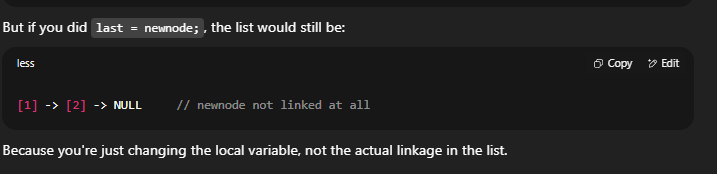 But if you did last = newnode;, the list would still be:
less
Copy
Edit
[1] -> [2] -> NULL // newnode not linked at all
Because you're just changing the local variable, not the actual linkage in the list.